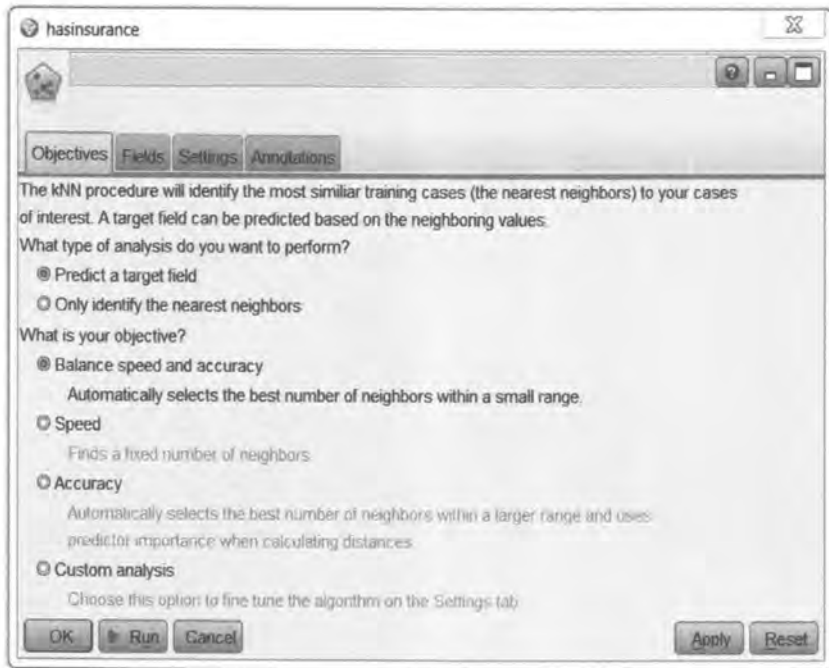 hasinsurance
Objectives Fields Settings Annotations
The kNN procedure will identify the most similiar training cases (the nearest neighbors) to your cases
of interest. A target field can be predicted based on the neighboring values.
What type of analysis do you want to perform?
Predict a target field
Only identify the nearest neighbors
What is your objective?
Balance speed and accuracy
Automatically selects the best number of neighbors within a small range.
Speed
Finds a fixed number of neighbors.
Accuracy
Automatically selects the best number of neighbors within a larger range and uses
predictor importance when calculating distances.
Custom analysis
Choose this option to fine tune the algorithm on the Settings tab.
OK Run Cancel Apply Reset